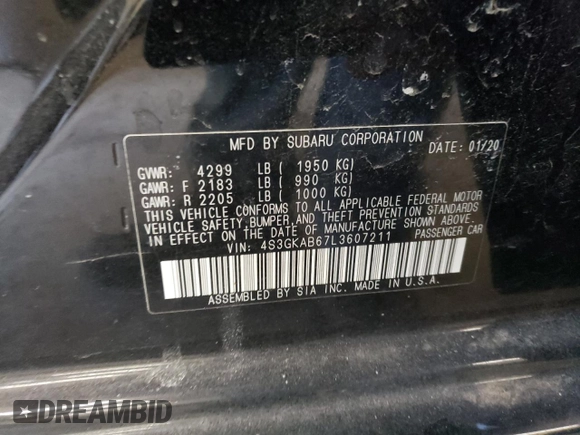 MFD BY SUBARU CORPORATION DATE: 01/20
GVWR: 4299 LB ( 1950 KG)
GAWR: F 2183 LB ( 990 KG)
GAWR: R 2205 LB ( 1000 KG)
THIS VEHICLE CONFORMS TO ALL APPLICABLE FEDERAL MOTOR
VEHICLE SAFETY,BUMPER,AND THEFT PREVENTION STANDARDS
IN EFFECT ON THE DATE OF MANUFACTURE SHOWN ABOVE.
VIN: 4S3GKAB67L3607211 PASSENGER CAR
ASSEMBLED BY SIA INC. MADE IN U.S.A.
DREAMBID